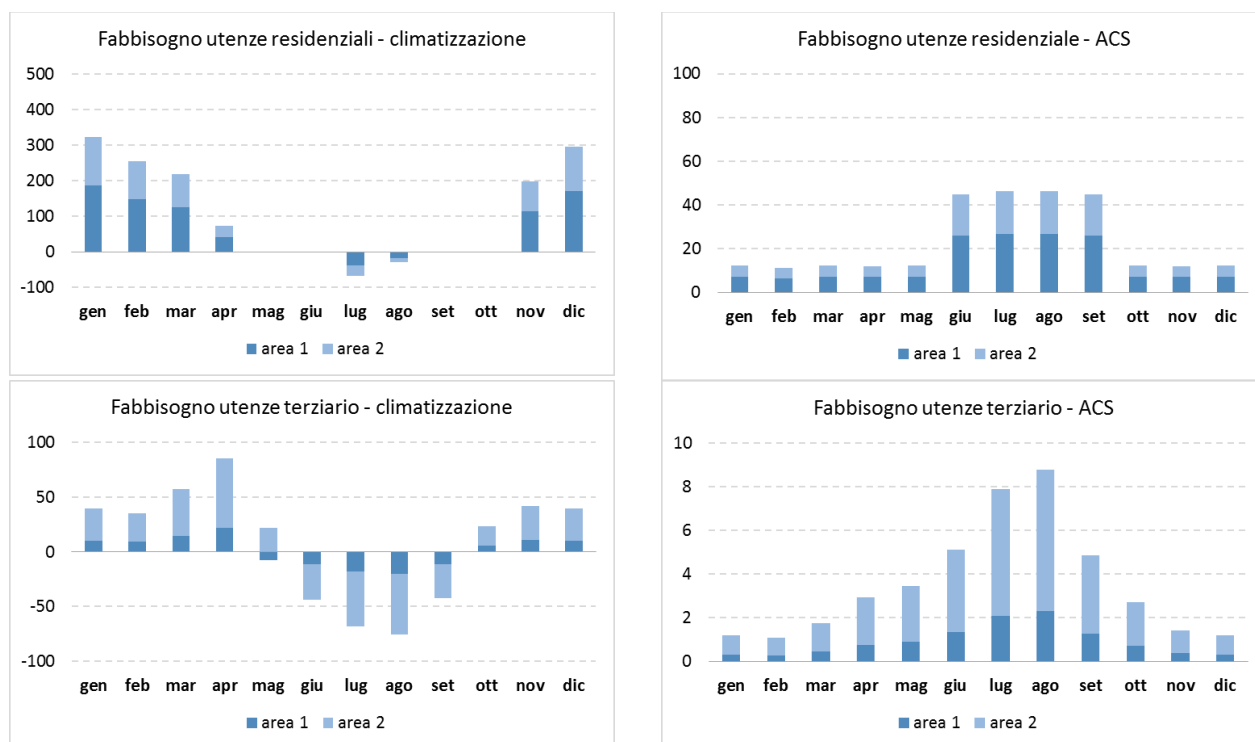 Fabbisogno utenze residenziali - climatizzazione
500
400
300
200
100
0
-100
gen feb mar apr mag giu lug ago set ott nov dic
area 1 area 2
Fabbisogno utenze residenziale - ACS
100
80
60
40
20
0
gen feb mar apr mag giu lug ago set ott nov dic
area 1 area 2
Fabbisogno utenze terziario - climatizzazione
100
50
0
-50
-100
gen feb mar apr mag giu lug ago set ott nov dic
area 1 area 2
Fabbisogno utenze terziario - ACS
10
8
6
4
2
0
gen feb mar apr mag giu lug ago set ott nov dic
area 1 area 2